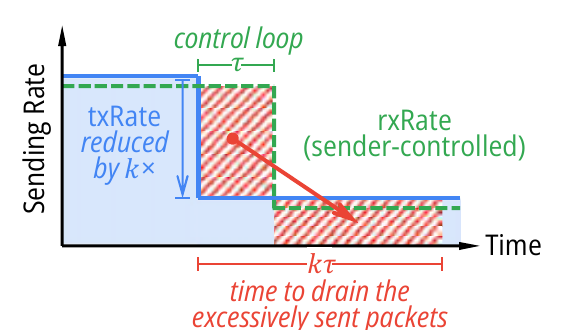 control loop
τ
Sending Rate
txRate
reduced
by k×
rxRate
(sender-controlled)
Time
kτ
time to drain the
excessively sent packets